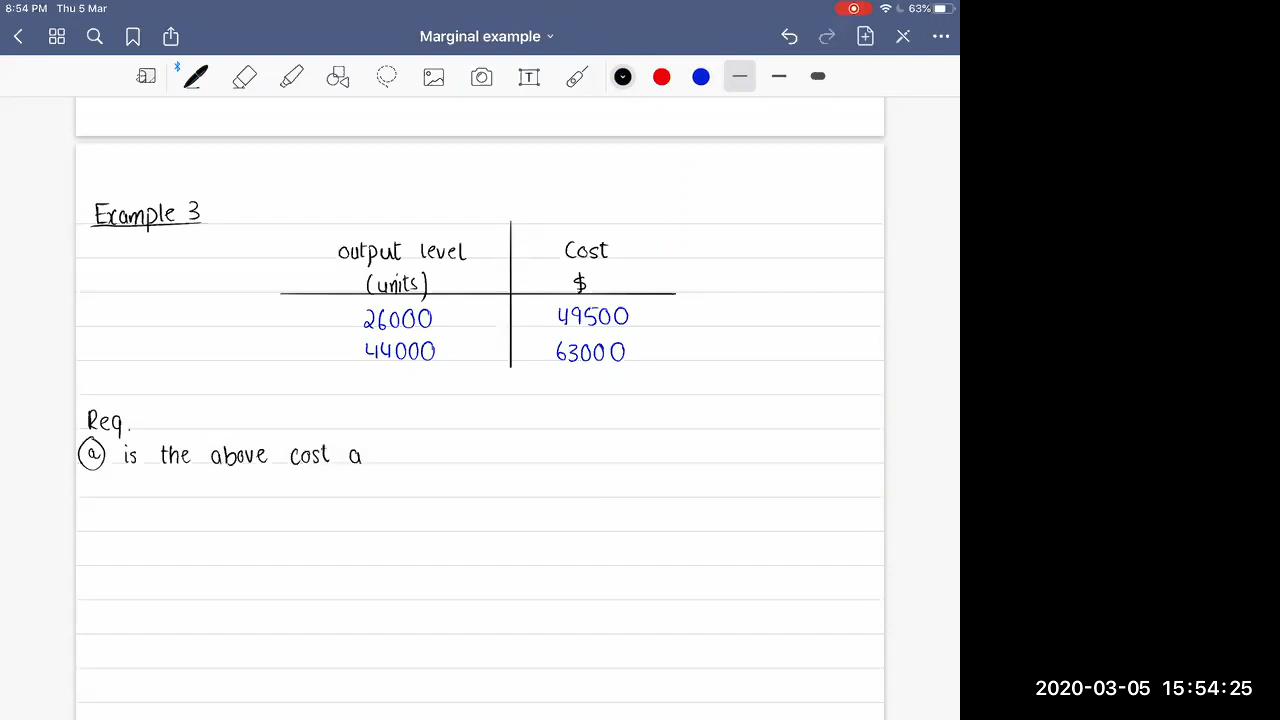 8:54 PM Thu 5 Mar
63%
Marginal example
T
Example 3
output level Cost
(units) $
26000 49500
44000 63000
Req.
a is the above cost a
2020-03-05 15:54:25